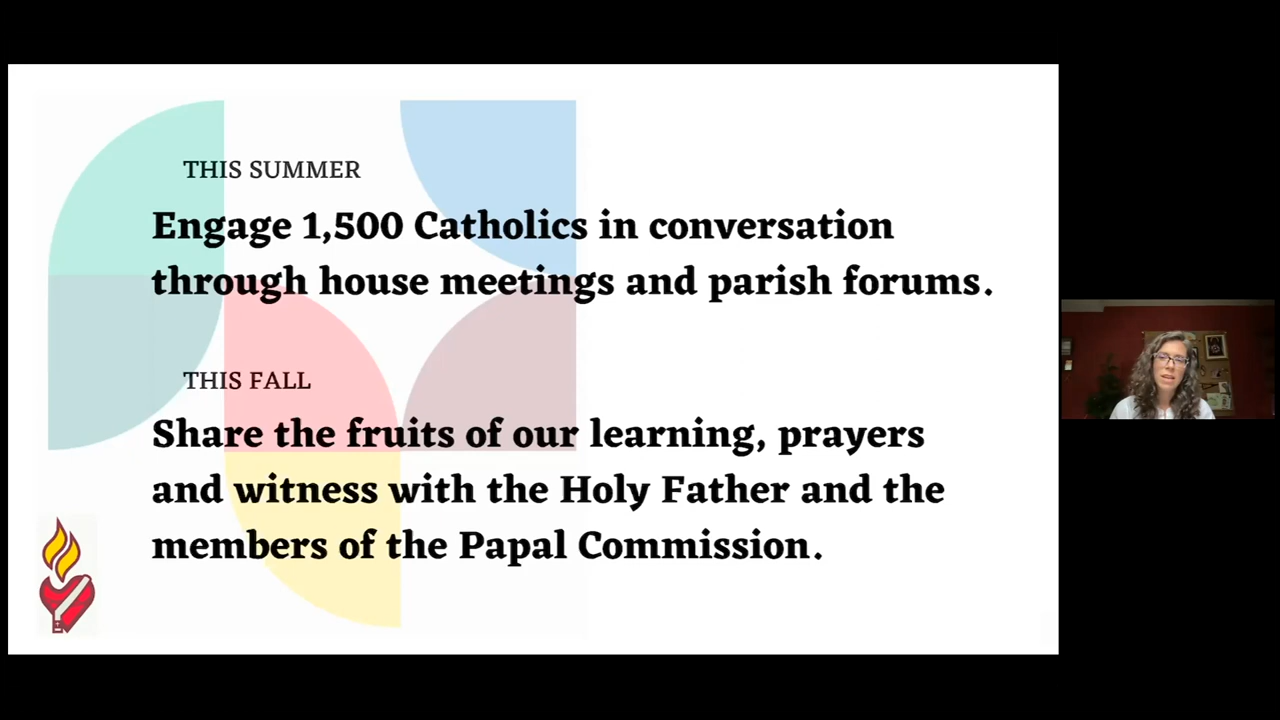 THIS SUMMER
Engage 1,500 Catholics in conversation
through house meetings and parish forums.
THIS FALL
Share the fruits of our learning, prayers
and witness with the Holy Father and the
members of the Papal Commission.